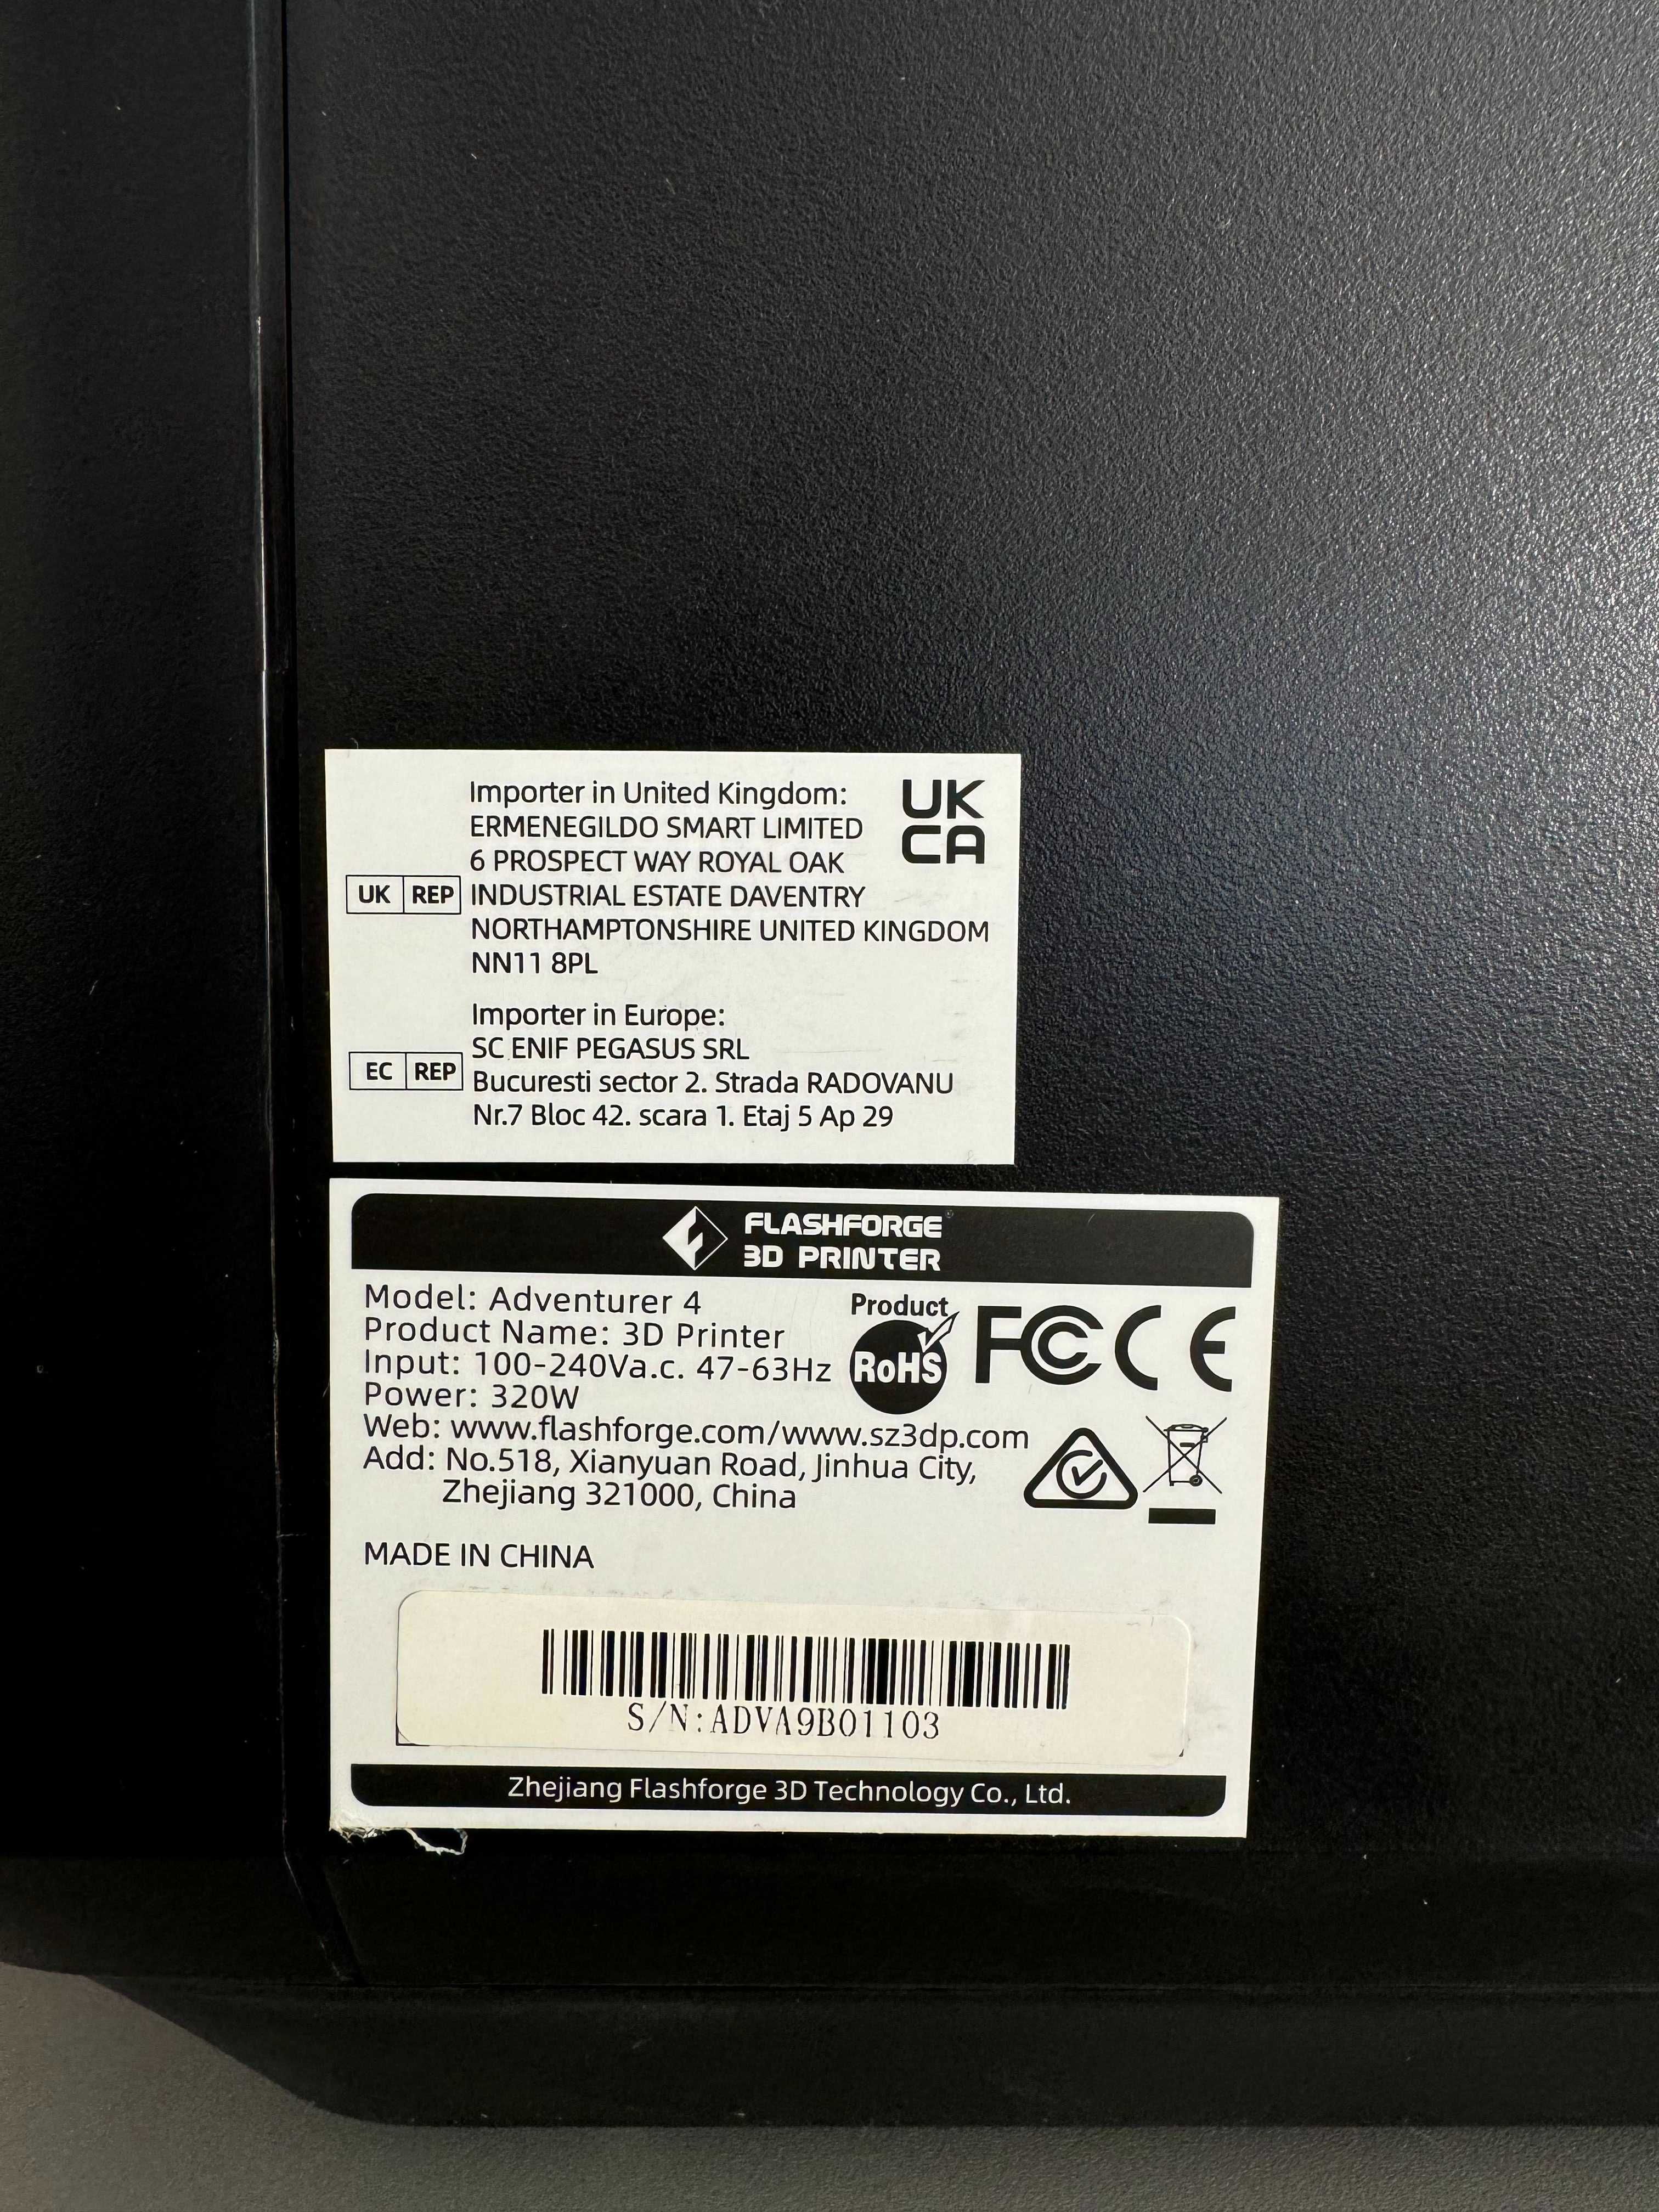 Importer in United Kingdom:
ERMENEGILDO SMART LIMITED
6 PROSPECT WAY ROYAL OAK
INDUSTRIAL ESTATE DAVENTRY
NORTHAMPTONSHIRE UNITED KINGDOM
NN11 8PL
UK REP
UK
CA
Importer in Europe:
SC ENIF PEGASUS SRL
Bucuresti sector 2. Strada RADOVANU
Nr.7 Bloc 42. scara 1. Etaj 5 Ap 29
EC REP
FLASHFORGE®
3D PRINTER
Model: Adventurer 4
Product Name: 3D Printer
Input: 100-240Va.c. 47-63Hz
Power: 320W
Web: www.flashforge.com/www.sz3dp.com
Add: No.518, Xianyuan Road, Jinhua City,
Zhejiang 321000, China
Product
RoHS
FC CE
MADE IN CHINA
S/N:ADVA9B01103
Zhejiang Flashforge 3D Technology Co., Ltd.